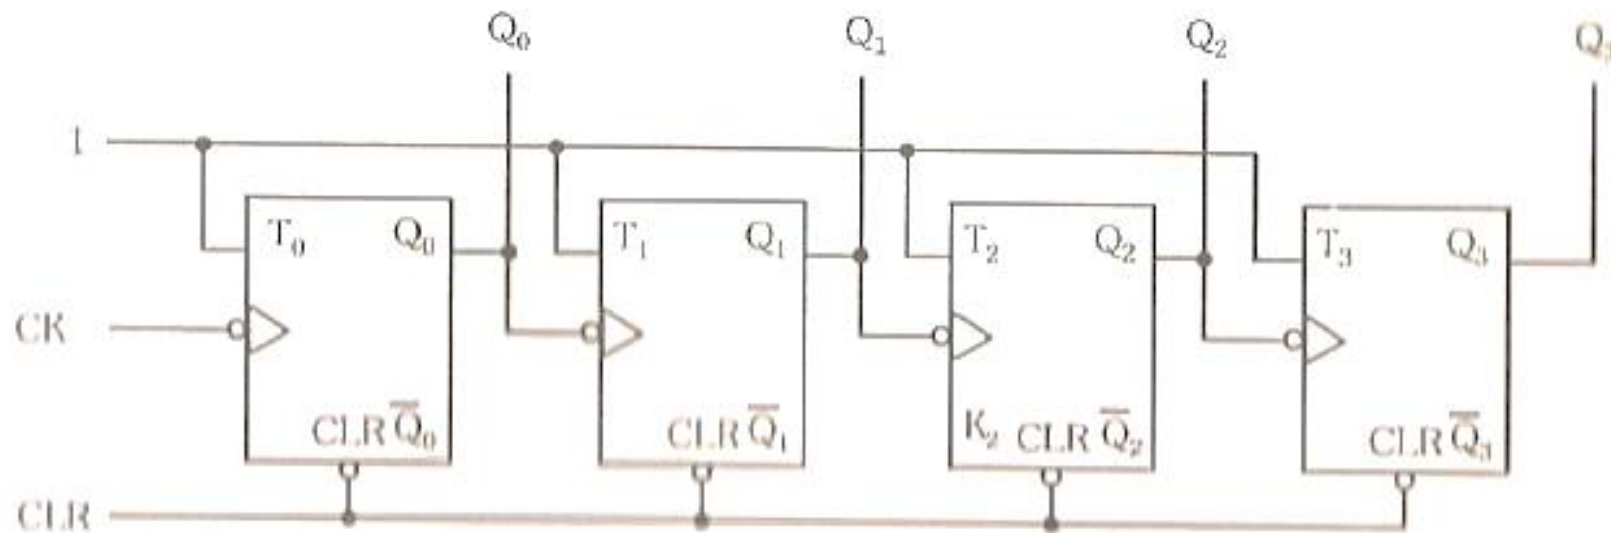 Q₀ Q₁ Q₂ Q₃
1
T₀ Q₀ T₁ Q₁ T₂ Q₂ T₃ Q₃
CK
CLR Q̅₀ CLR Q̅₁ K₂ CLR Q̅₂ CLR Q̅₃
CLR